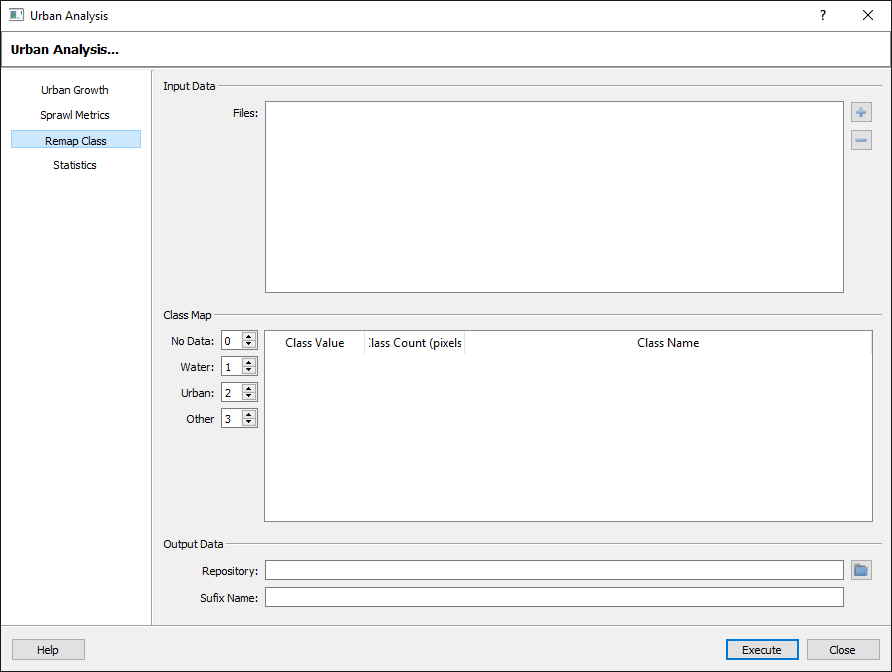 Urban Analysis
?
Urban Analysis...
Urban Growth
Sprawl Metrics
Remap Class
Statistics
Input Data
Files:
Class Map
No Data: 0
Water: 1
Urban: 2
Other 3
Class Value lass Count (pixels Class Name
Output Data
Repository:
Sufix Name:
Help Execute Close